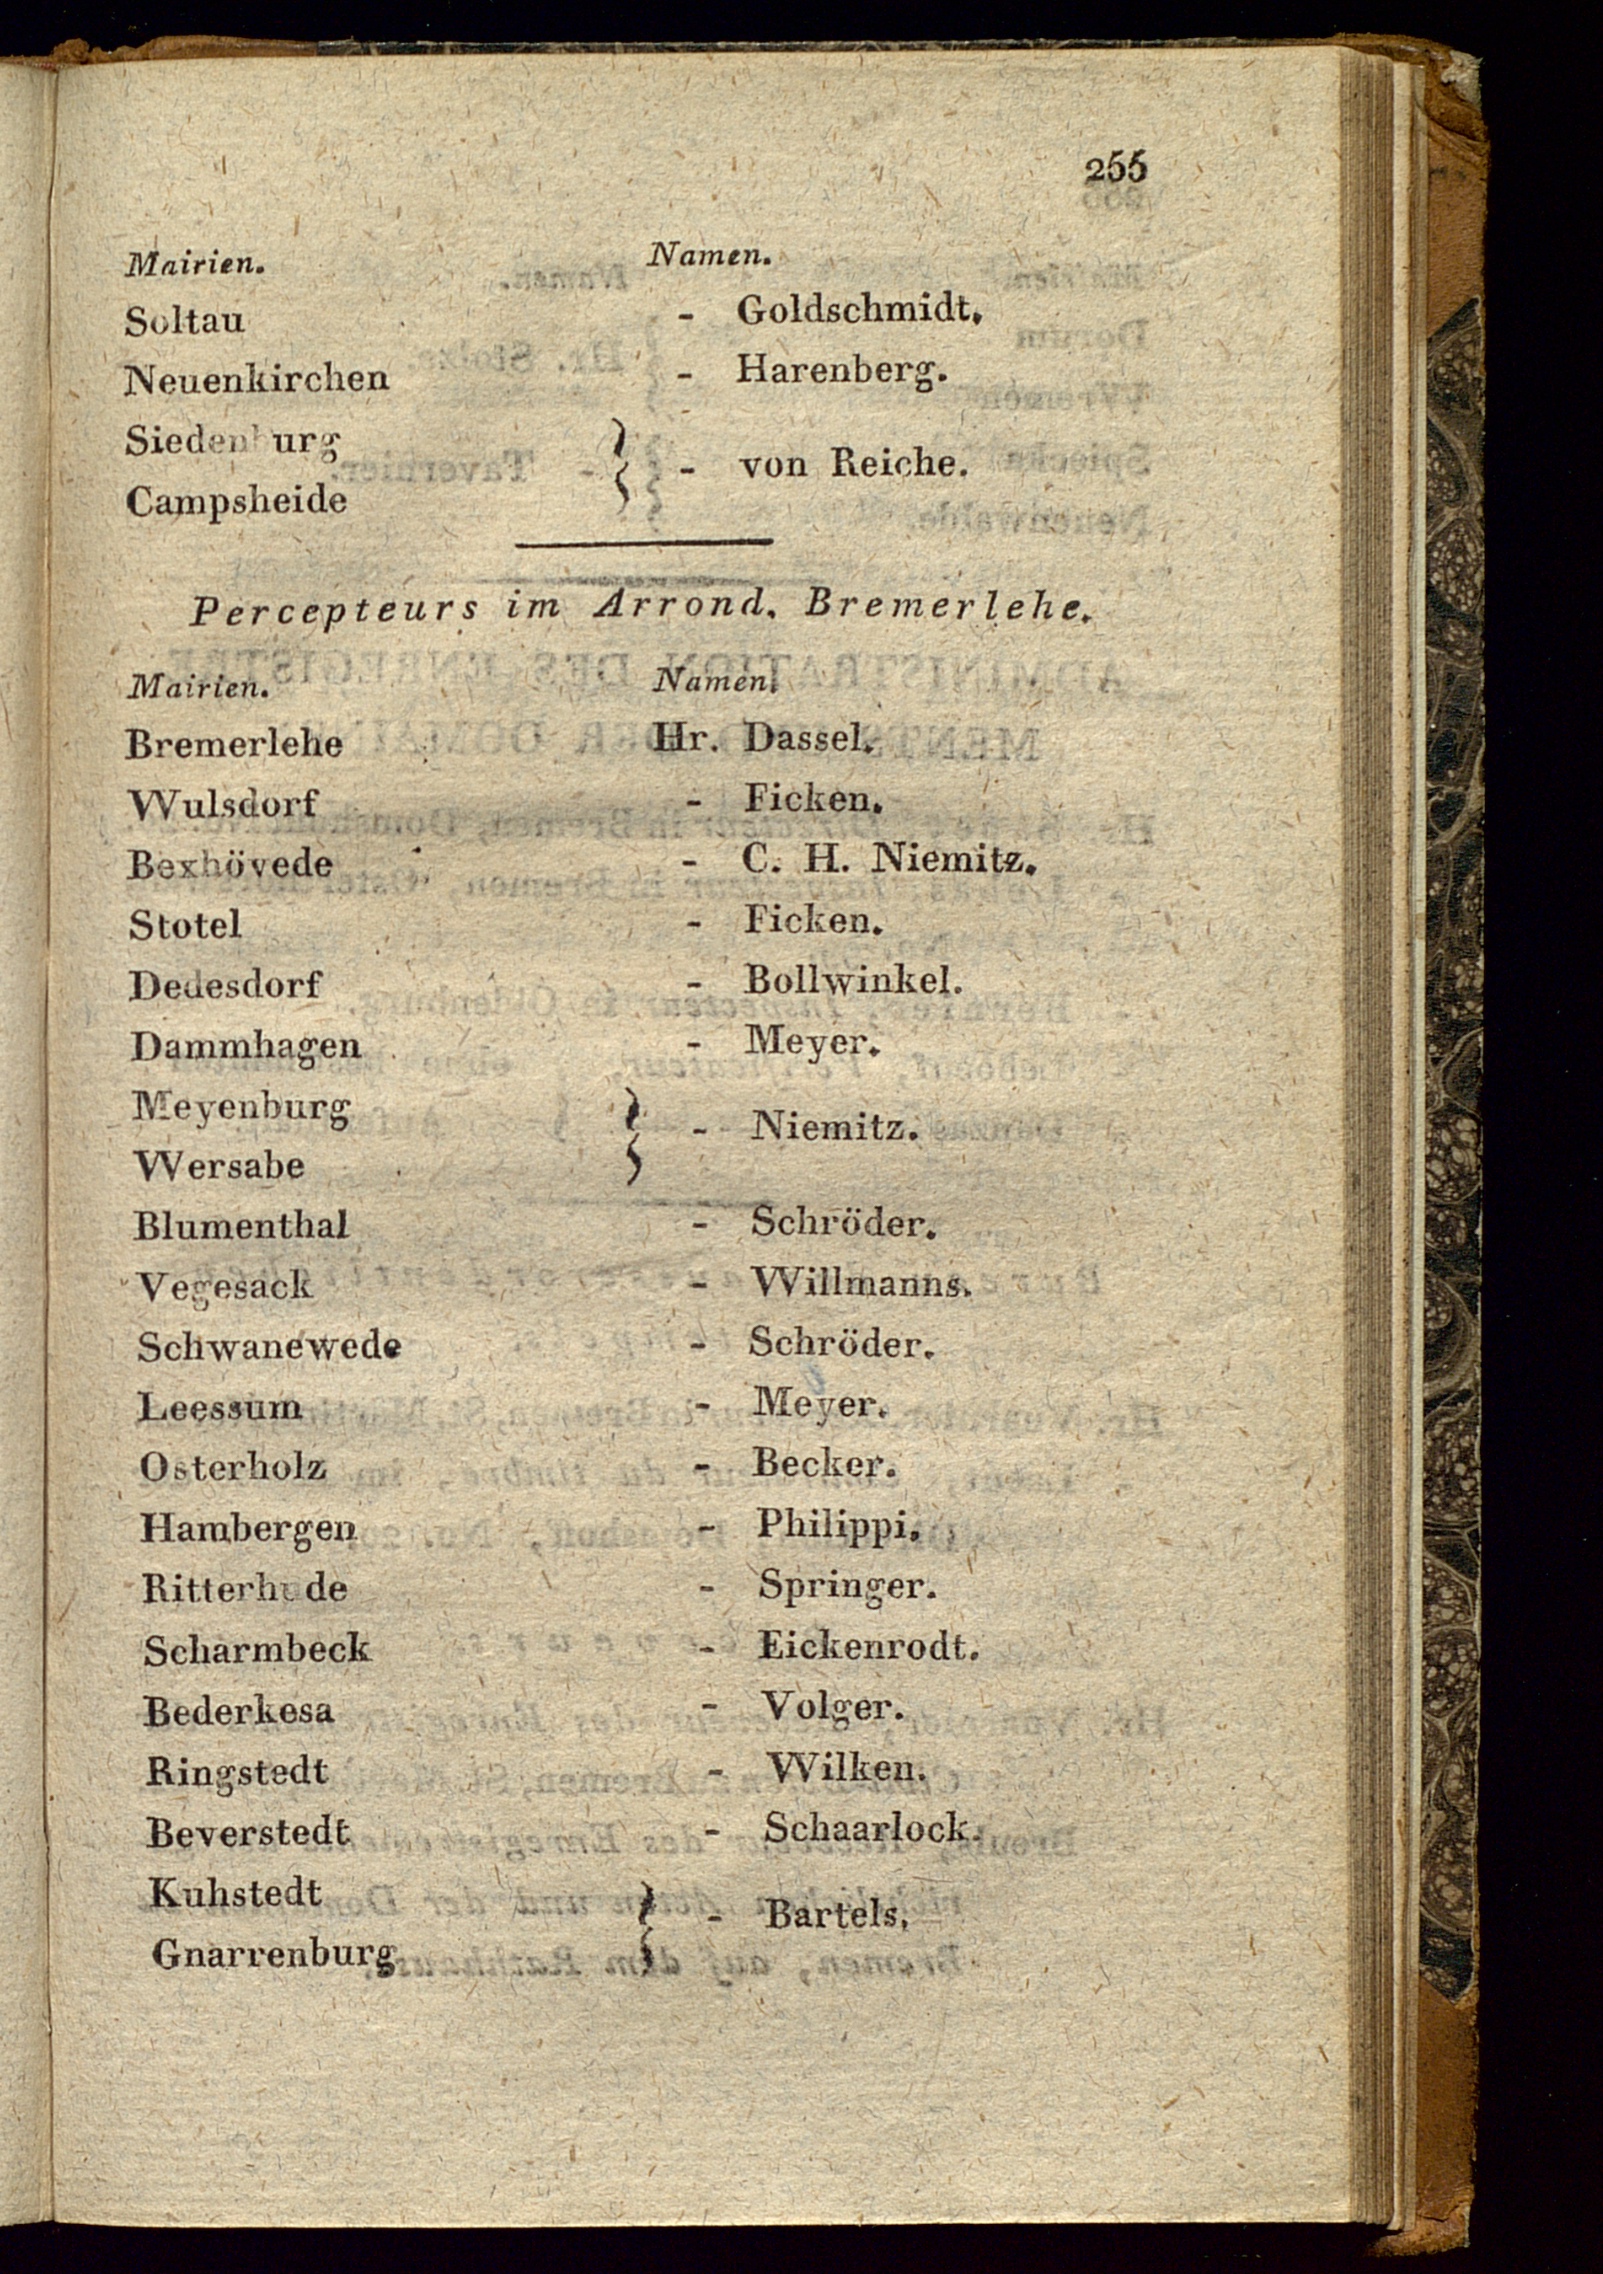 255
Mairien. Namen.
Soltau - Goldschmidt.
Neuenkirchen - Harenberg.
Siedenburg
} - von Reiche.
Campsheide
Percepteurs im Arrond. Bremerlehe.
Mairien. Namen.
Bremerlehe Hr. Dassel.
Wulsdorf - Ficken.
Bexhövede - C. H. Niemitz.
Stotel - Ficken.
Dedesdorf - Bollwinkel.
Dammhagen - Meyer.
Meyenburg
} - Niemitz.
Wersabe
Blumenthal - Schröder.
Vegesack - Willmanns.
Schwanewede - Schröder.
Leessum - Meyer.
Osterholz - Becker.
Hambergen - Philippi.
Ritterhude - Springer.
Scharmbeck - Eickenrodt.
Bederkesa - Volger.
Ringstedt - Wilken.
Beverstedt - Schaarlock.
Kuhstedt
} - Bartels.
Gnarrenburg